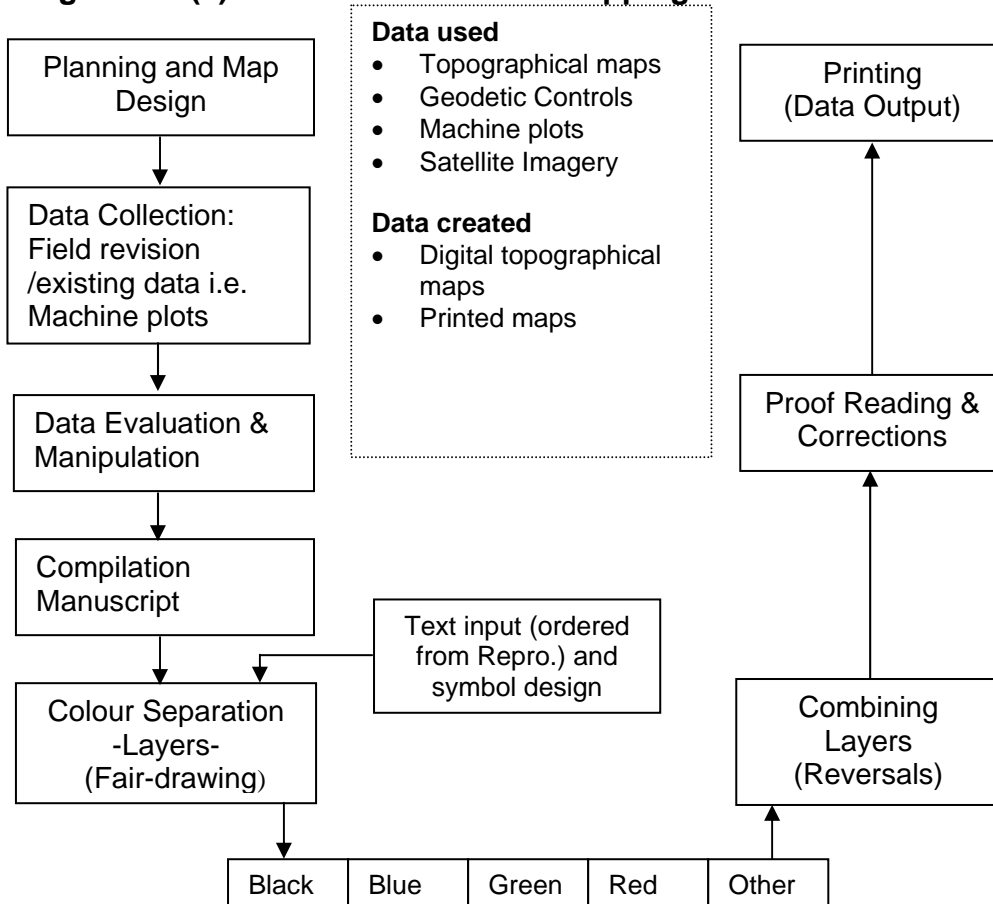 Planning and Map
Design
Data Collection:
Field revision
/existing data i.e.
Machine plots
Data Evaluation &
Manipulation
Compilation
Manuscript
Colour Separation
-Layers-
(Fair-drawing)
Text input (ordered
from Repro.) and
symbol design
Black Blue Green Red Other
Combining
Layers
(Reversals)
Proof Reading &
Corrections
Printing
(Data Output)
Data used
• Topographical maps
• Geodetic Controls
• Machine plots
• Satellite Imagery
Data created
• Digital topographical
maps
• Printed maps